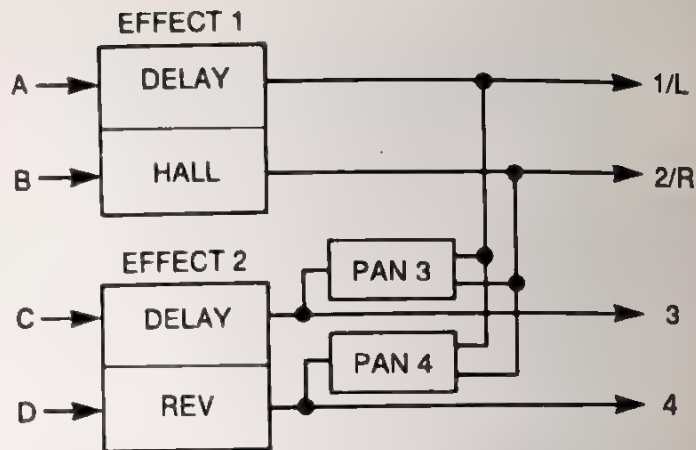 EFFECT 1
A
DELAY
1/L
B
HALL
2/R
EFFECT 2
PAN 3
C
DELAY
3
PAN 4
D
REV
4